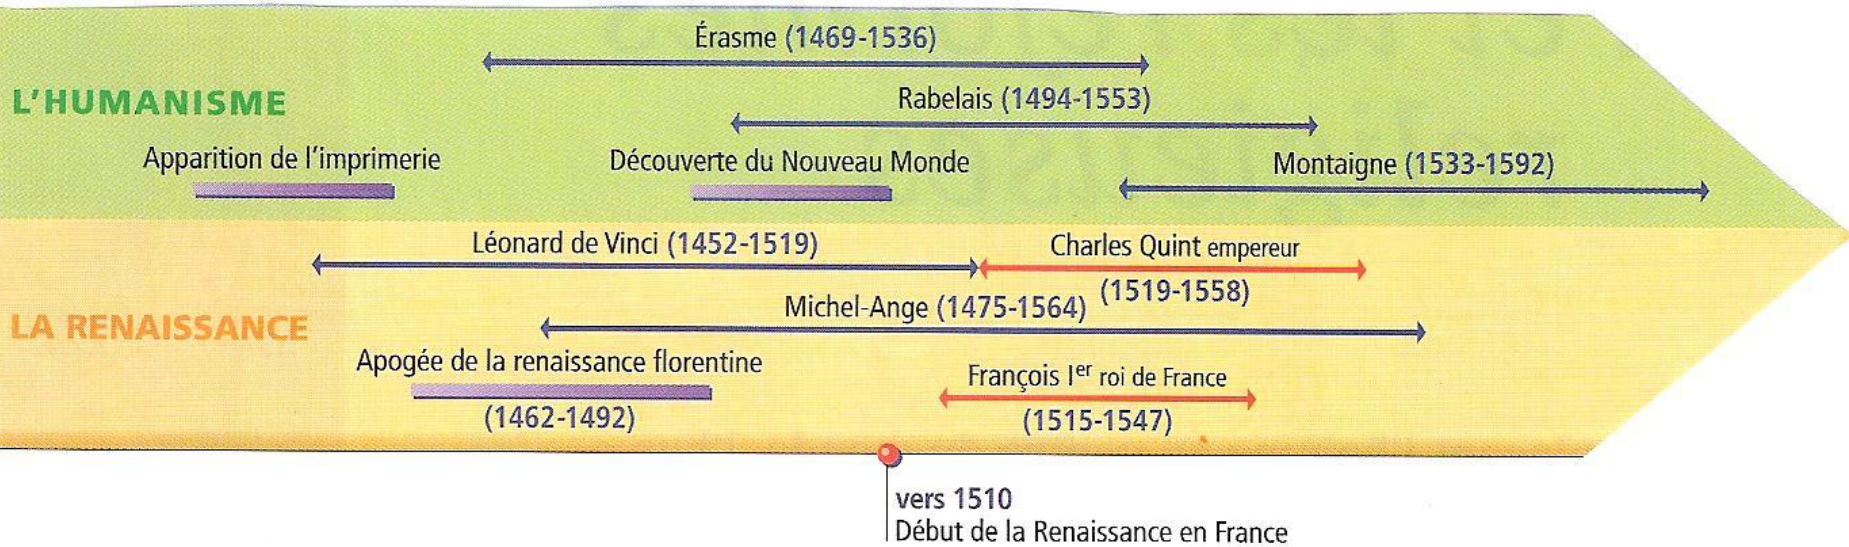 Érasme (1469-1536)
L'HUMANISME
Rabelais (1494-1553)
Apparition de l'imprimerie
Découverte du Nouveau Monde
Montaigne (1533-1592)
Léonard de Vinci (1452-1519)
Charles Quint empereur
(1519-1558)
LA RENAISSANCE
Michel-Ange (1475-1564)
Apogée de la renaissance florentine
(1462-1492)
François Ier roi de France
(1515-1547)
vers 1510
Début de la Renaissance en France